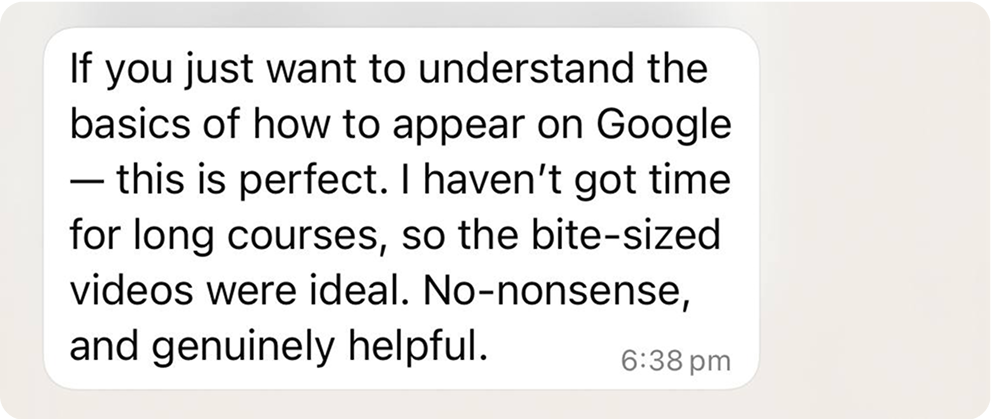 If you just want to understand the
basics of how to appear on Google
— this is perfect. I haven’t got time
for long courses, so the bite-sized
videos were ideal. No-nonsense,
and genuinely helpful.
6:38 pm